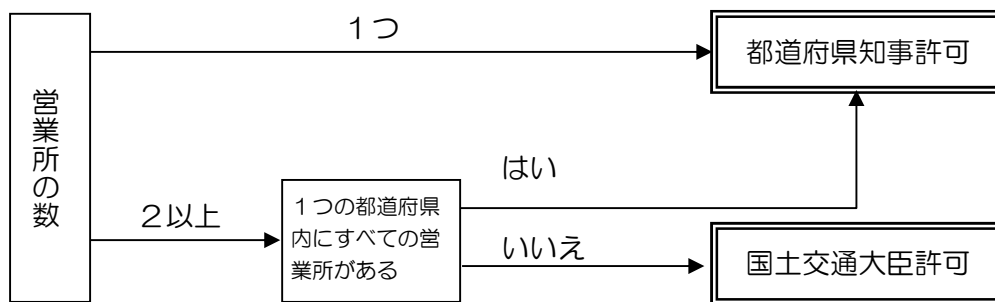 営業所の数
１つ
都道府県知事許可
はい
２以上
１つの都道府県
内にすべての営
業所がある
いいえ
国土交通大臣許可